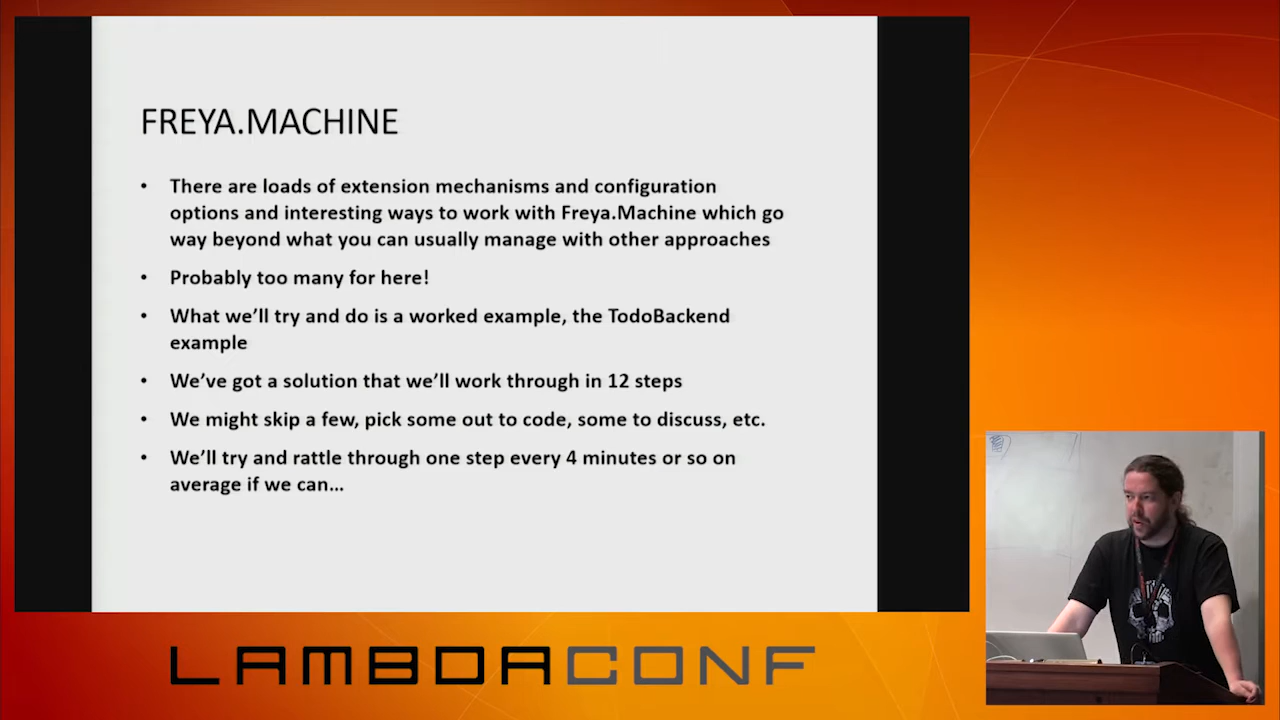 FREYA.MACHINE
• There are loads of extension mechanisms and configuration
options and interesting ways to work with Freya.Machine which go
way beyond what you can usually manage with other approaches
• Probably too many for here!
• What we’ll try and do is a worked example, the TodoBackend
example
• We’ve got a solution that we’ll work through in 12 steps
• We might skip a few, pick some out to code, some to discuss, etc.
• We’ll try and rattle through one step every 4 minutes or so on
average if we can…
LAMBDACONF